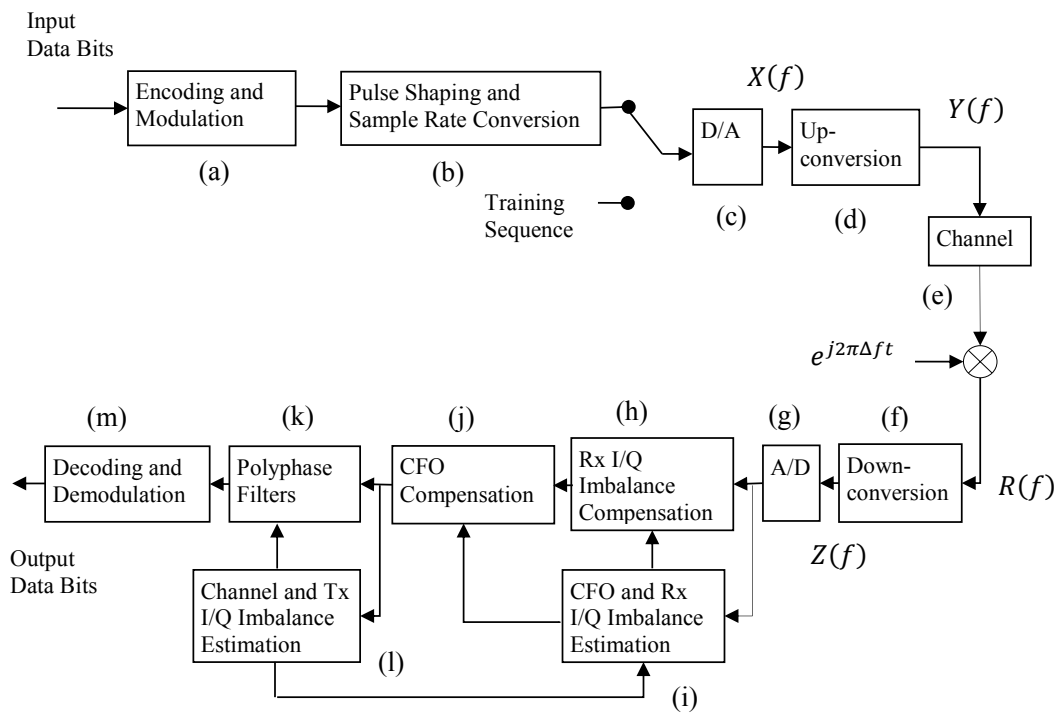 Input
Data Bits
Encoding and
Modulation
(a)
Pulse Shaping and
Sample Rate Conversion
(b)
Training
Sequence
X(f)
D/A
(c)
Up-
conversion
(d)
Y(f)
Channel
(e)
e^{j2πΔft}
R(f)
(f)
Down-
conversion
(g)
A/D
Z(f)
(h)
Rx I/Q
Imbalance
Compensation
(j)
CFO
Compensation
(k)
Polyphase
Filters
(m)
Decoding and
Demodulation
Output
Data Bits
Channel and Tx
I/Q Imbalance
Estimation
(l)
CFO and Rx
I/Q Imbalance
Estimation
(i)